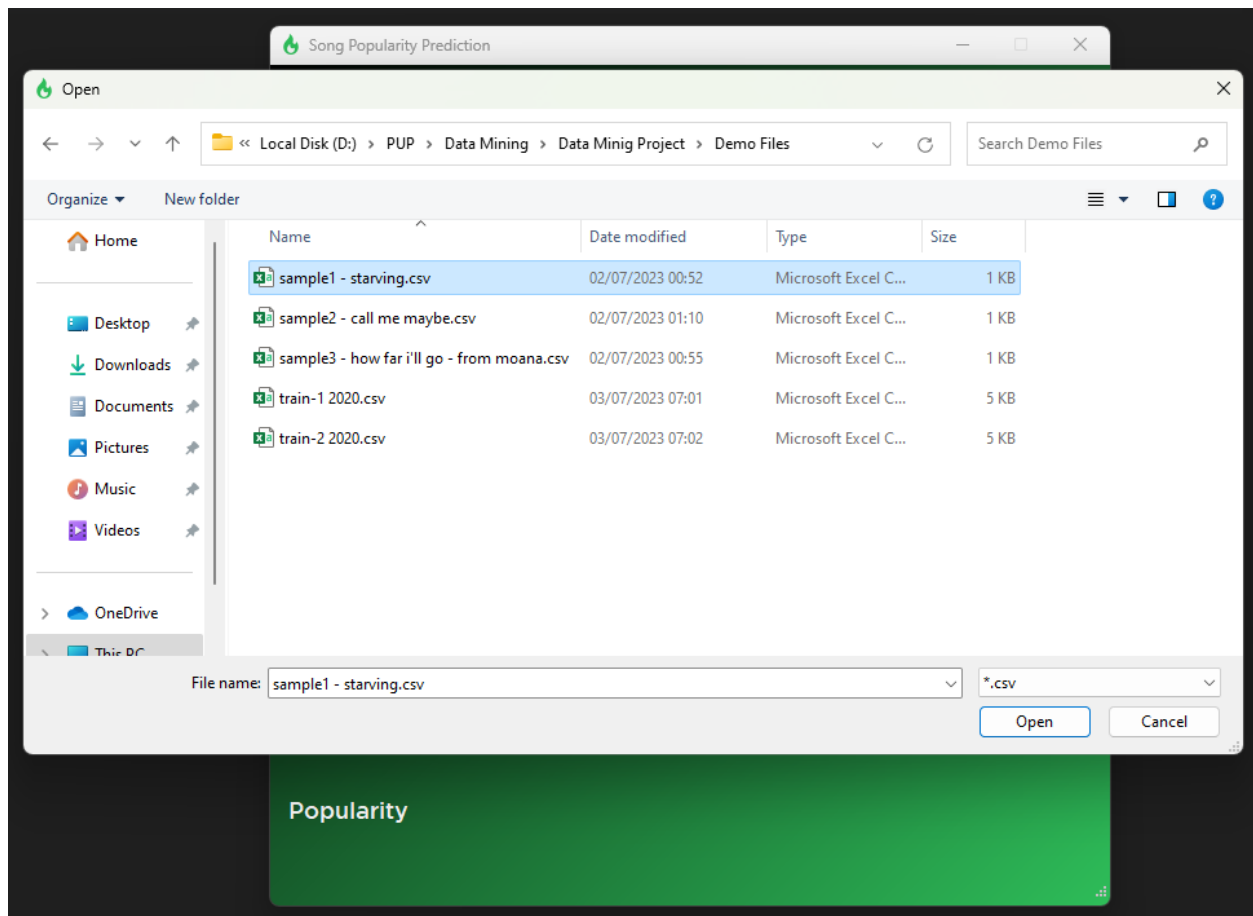 Song Popularity Prediction
Open
« Local Disk (D:) > PUP > Data Mining > Data Minig Project > Demo Files
Search Demo Files
Organize
New folder
Home
Desktop
Downloads
Documents
Pictures
Music
Videos
OneDrive
This PC
Name Date modified Type Size
sample1 - starving.csv 02/07/2023 00:52 Microsoft Excel C... 1 KB
sample2 - call me maybe.csv 02/07/2023 01:10 Microsoft Excel C... 1 KB
sample3 - how far i'll go - from moana.csv 02/07/2023 00:55 Microsoft Excel C... 1 KB
train-1 2020.csv 03/07/2023 07:01 Microsoft Excel C... 5 KB
train-2 2020.csv 03/07/2023 07:02 Microsoft Excel C... 5 KB
File name: sample1 - starving.csv
*.csv
Open
Cancel
Popularity